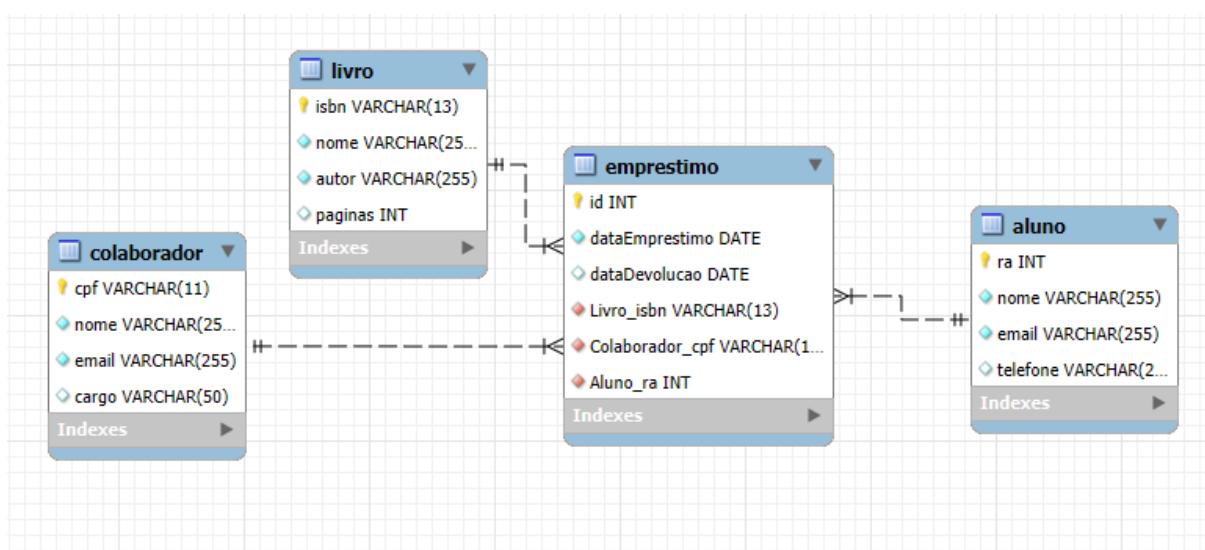 livro
isbn VARCHAR(13)
nome VARCHAR(25...
autor VARCHAR(255)
paginas INT
Indexes
colaborador
cpf VARCHAR(11)
nome VARCHAR(25...
email VARCHAR(255)
cargo VARCHAR(50)
Indexes
emprestimo
id INT
dataEmprestimo DATE
dataDevolucao DATE
Livro_isbn VARCHAR(13)
Colaborador_cpf VARCHAR(1...
Aluno_ra INT
Indexes
aluno
ra INT
nome VARCHAR(255)
email VARCHAR(255)
telefone VARCHAR(2...
Indexes